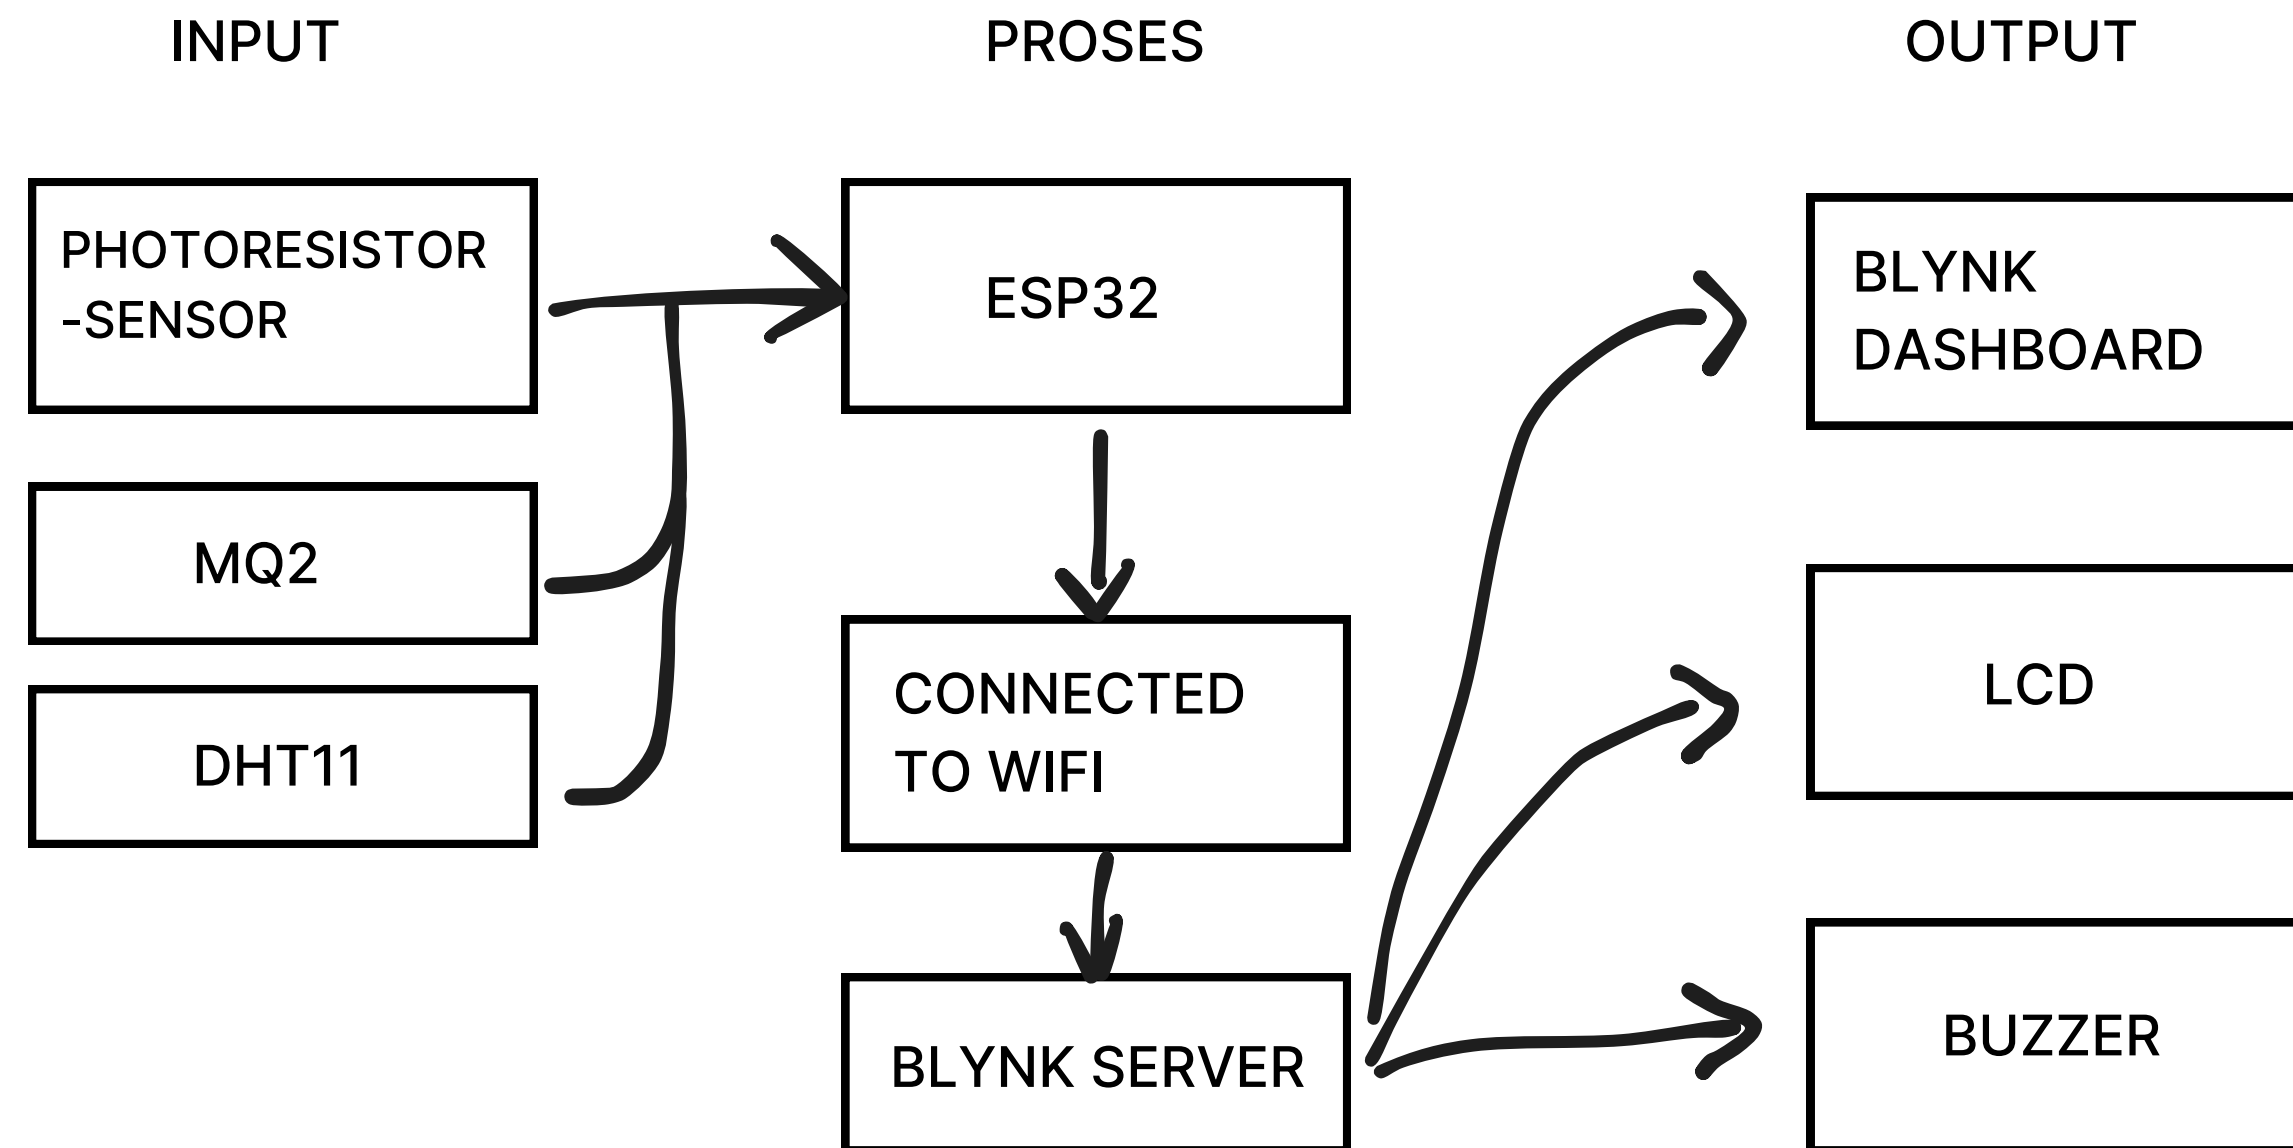 INPUT
PROSES
OUTPUT
PHOTORESISTOR
-SENSOR
MQ2
DHT11
ESP32
CONNECTED
TO WIFI
BLYNK SERVER
BLYNK
DASHBOARD
LCD
BUZZER